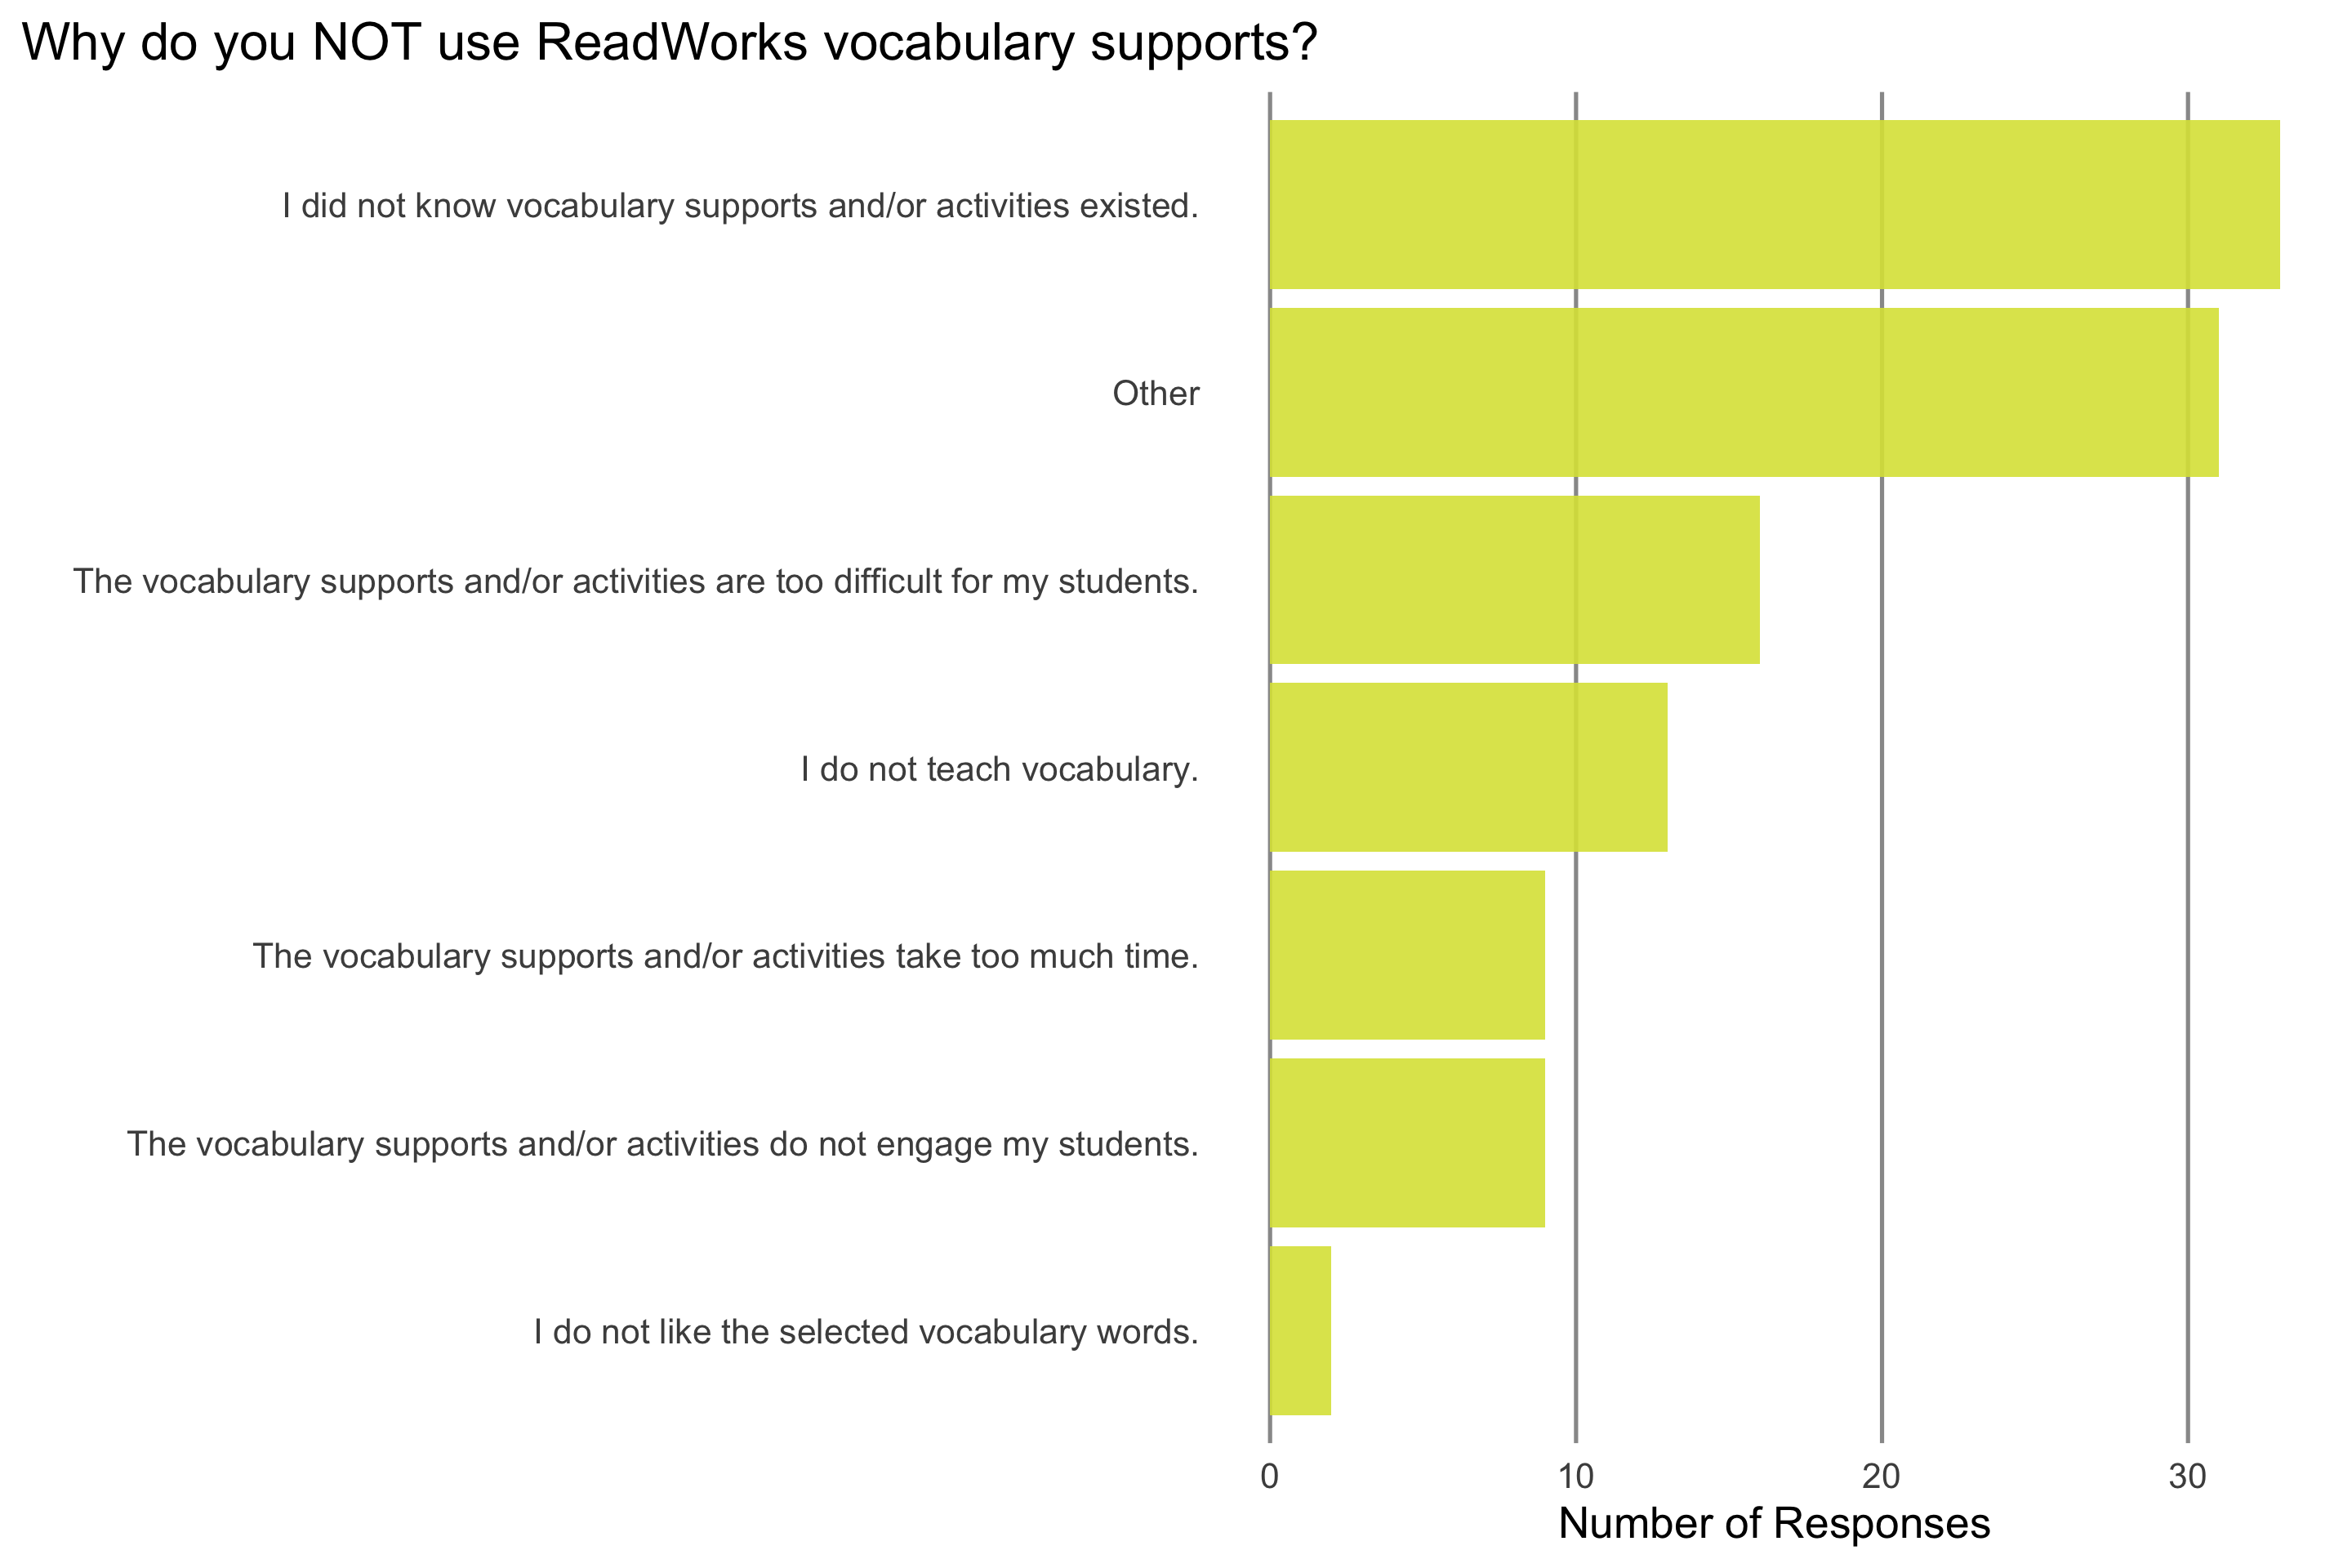 Why do you NOT use ReadWorks vocabulary supports?
I did not know vocabulary supports and/or activities existed.
Other
The vocabulary supports and/or activities are too difficult for my students.
I do not teach vocabulary.
The vocabulary supports and/or activities take too much time.
The vocabulary supports and/or activities do not engage my students.
I do not like the selected vocabulary words.
0 10 20 30
Number of Responses